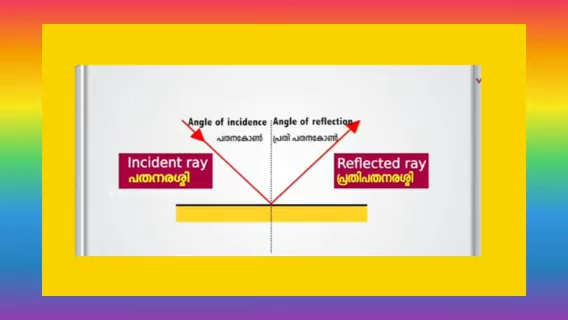 Angle of incidence
Angle of reflection
പതനകോൺ
പ്രതി പതനകോൺ
Incident ray
പതനരശ്മി
Reflected ray
പ്രതിപതനരശ്മി